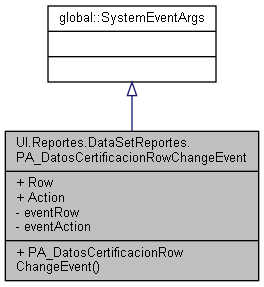 global::SystemEventArgs
UI.Reportes.DataSetReportes.
PA_DatosCertificacionRowChangeEvent
+ Row
+ Action
- eventRow
- eventAction
+ PA_DatosCertificacionRow
ChangeEvent()